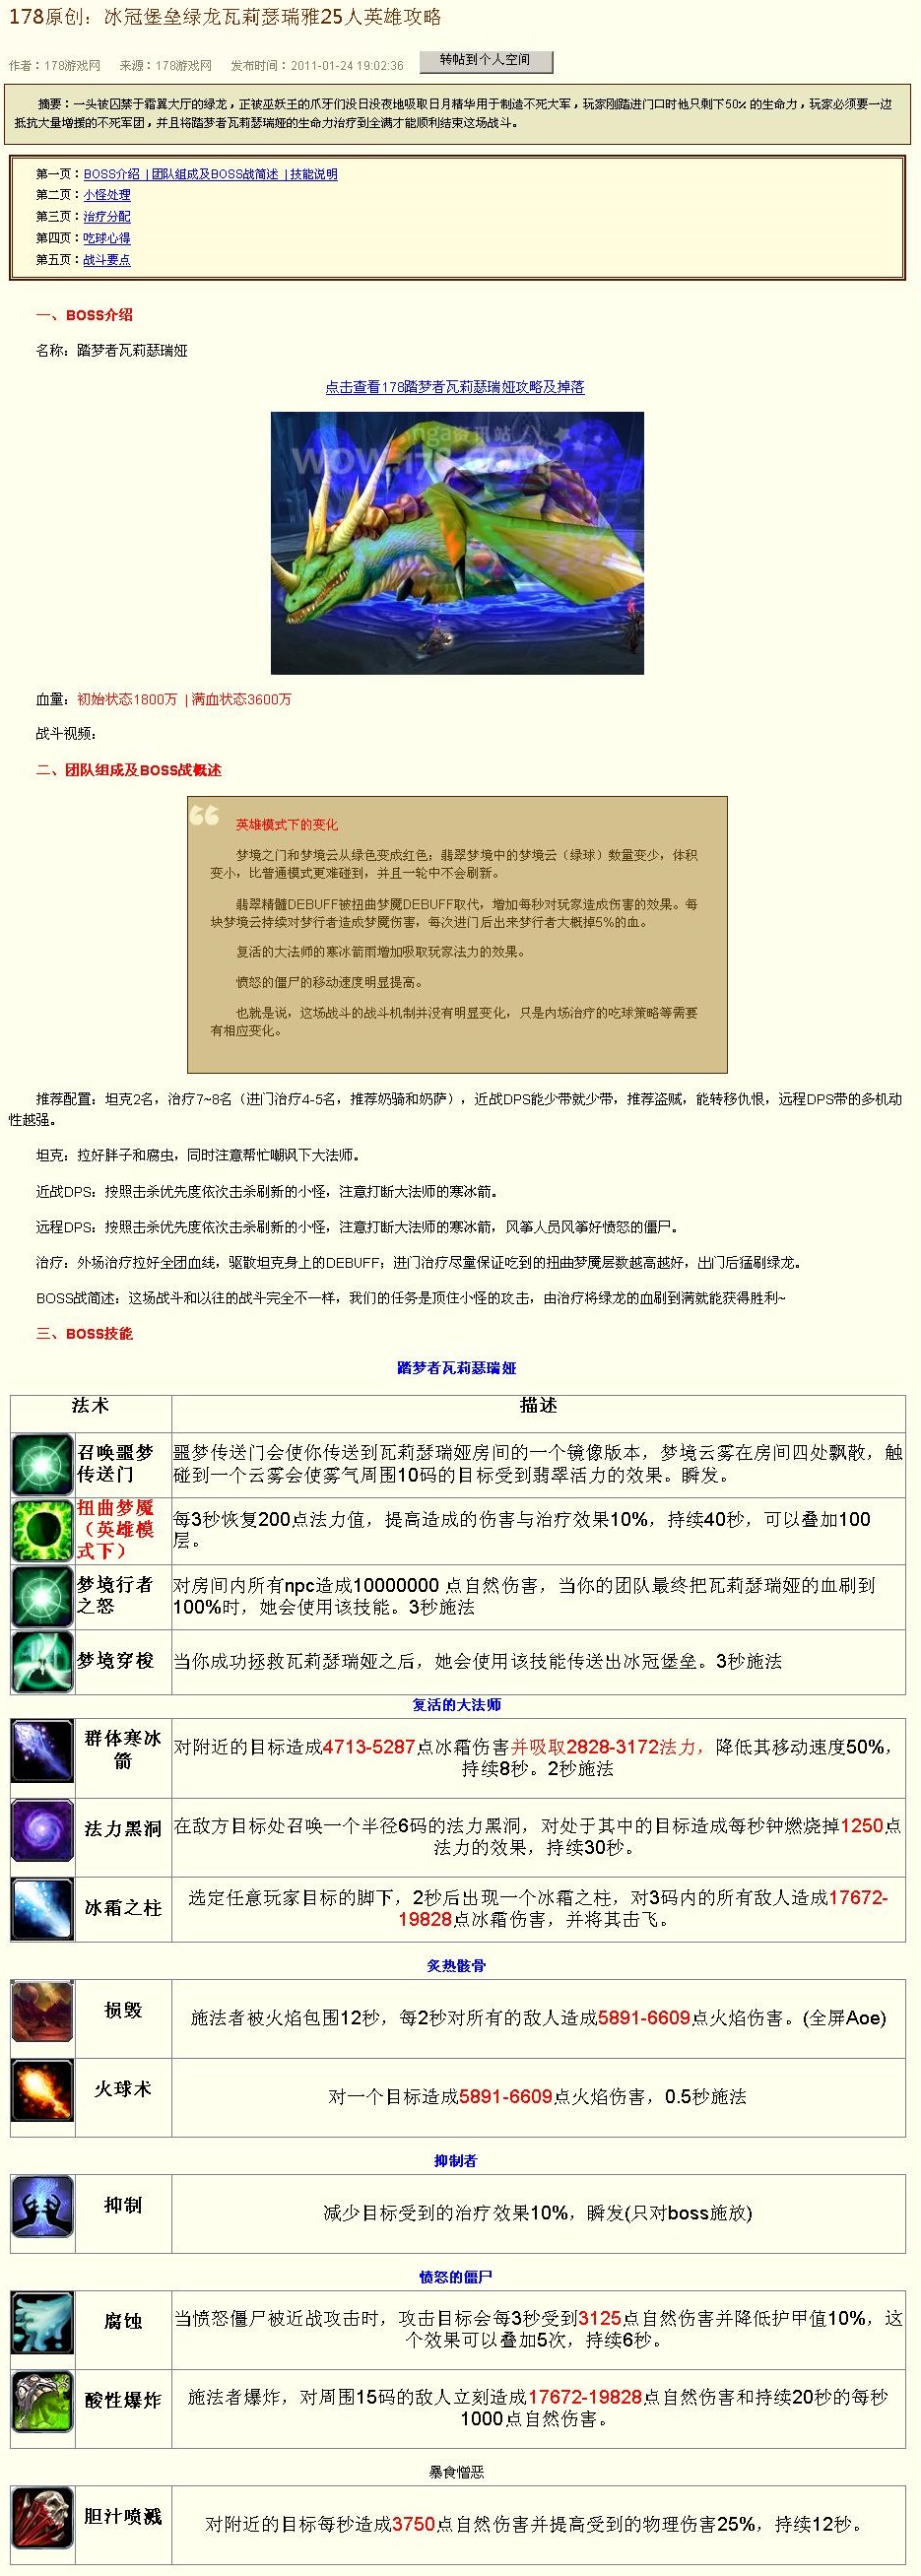 178原创：冰冠堡垒绿龙瓦莉瑟瑞雅25人英雄攻略
作者：178游戏网 来源：178游戏网 发布时间：2011-01-24 19:02:36 转帖到个人空间
摘要：一头被囚禁于霜翼大厅的绿龙，正被巫妖王的爪牙们没日没夜地吸取日月精华用于制造不死大军，玩家刚踏进门口时他只剩下50% 的生命力，玩家必须要一边
抵抗大量增援的不死军团，并且将踏梦者瓦莉瑟瑞娅的生命力治疗到全满才能顺利结束这场战斗。
第一页：BOSS介绍 | 团队组成及BOSS战简述 | 技能说明
第二页：小怪处理
第三页：治疗分配
第四页：吃球心得
第五页：战斗要点
一、BOSS介绍
名称：踏梦者瓦莉瑟瑞娅
点击查看178踏梦者瓦莉瑟瑞娅攻略及掉落
nga资讯站
WOW.178.COM
血量：初始状态1800万 | 满血状态3600万
战斗视频：
二、团队组成及BOSS战概述
英雄模式下的变化
梦境之门和梦境云从绿色变成红色；翡翠梦境中的梦境云（绿球）数量变少，体积
变小，比普通模式更难碰到，并且一轮中不会刷新。
翡翠精髓DEBUFF被扭曲梦魇DEBUFF取代，增加每秒对玩家造成伤害的效果。每
块梦境云持续对梦行者造成梦魇伤害，每次进门后出来梦行者大概掉5%的血。
复活的大法师的寒冰箭雨增加吸取玩家法力的效果。
愤怒的僵尸的移动速度明显提高。
也就是说，这场战斗的战斗机制并没有明显变化，只是内场治疗的吃球策略等需要
有相应变化。
推荐配置：坦克2名，治疗7~8名（进门治疗4-5名，推荐奶骑和奶萨），近战DPS能少带就少带，推荐盗贼，能转移仇恨，远程DPS带的多机动
性越强。
坦克：拉好胖子和腐虫，同时注意帮忙嘲讽下大法师。
近战DPS：按照击杀优先度依次击杀刷新的小怪，注意打断大法师的寒冰箭。
远程DPS：按照击杀优先度依次击杀刷新的小怪，注意打断大法师的寒冰箭，风筝人员风筝好愤怒的僵尸。
治疗：外场治疗拉好全团血线，驱散坦克身上的DEBUFF；进门治疗尽量保证吃到的扭曲梦魇层数越高越好，出门后猛刷绿龙。
BOSS战简述：这场战斗和以往的战斗完全不一样，我们的任务是顶住小怪的攻击，由治疗将绿龙的血刷到满就能获得胜利~
三、BOSS技能
踏梦者瓦莉瑟瑞娅
法术 描述
召唤噩梦
传送门
噩梦传送门会使你传送到瓦莉瑟瑞娅房间的一个镜像版本，梦境云雾在房间四处飘散，触
碰到一个云雾会使雾气周围10码的目标受到翡翠活力的效果。瞬发。
扭曲梦魇
（英雄模
式下）
每3秒恢复200点法力值，提高造成的伤害与治疗效果10%，持续40秒，可以叠加100
层。
梦境行者
之怒
对房间内所有npc造成10000000 点自然伤害，当你的团队最终把瓦莉瑟瑞娅的血刷到
100%时，她会使用该技能。3秒施法
梦境穿梭
当你成功拯救瓦莉瑟瑞娅之后，她会使用该技能传送出冰冠堡垒。3秒施法
复活的大法师
群体寒冰
箭
对附近的目标造成4713-5287点冰霜伤害并吸取2828-3172法力，降低其移动速度50%，
持续8秒。2秒施法
法力黑洞
在敌方目标处召唤一个半径6码的法力黑洞，对处于其中的目标造成每秒钟燃烧掉1250点
法力的效果，持续30秒。
冰霜之柱
选定任意玩家目标的脚下，2秒后出现一个冰霜之柱，对3码内的所有敌人造成17672-
19828点冰霜伤害，并将其击飞。
炙热骸骨
损毁
施法者被火焰包围12秒，每2秒对所有的敌人造成5891-6609点火焰伤害。(全屏Aoe)
火球术
对一个目标造成5891-6609点火焰伤害，0.5秒施法
抑制者
抑制
减少目标受到的治疗效果10%，瞬发(只对boss施放)
愤怒的僵尸
腐蚀
当愤怒僵尸被近战攻击时，攻击目标会每3秒受到3125点自然伤害并降低护甲值10%，这
个效果可以叠加5次，持续6秒。
酸性爆炸
施法者爆炸，对周围15码的敌人立刻造成17672-19828点自然伤害和持续20秒的每秒
1000点自然伤害。
暴食憎恶
胆汁喷溅
对附近的目标每秒造成3750点自然伤害并提高受到的物理伤害25%，持续12秒。